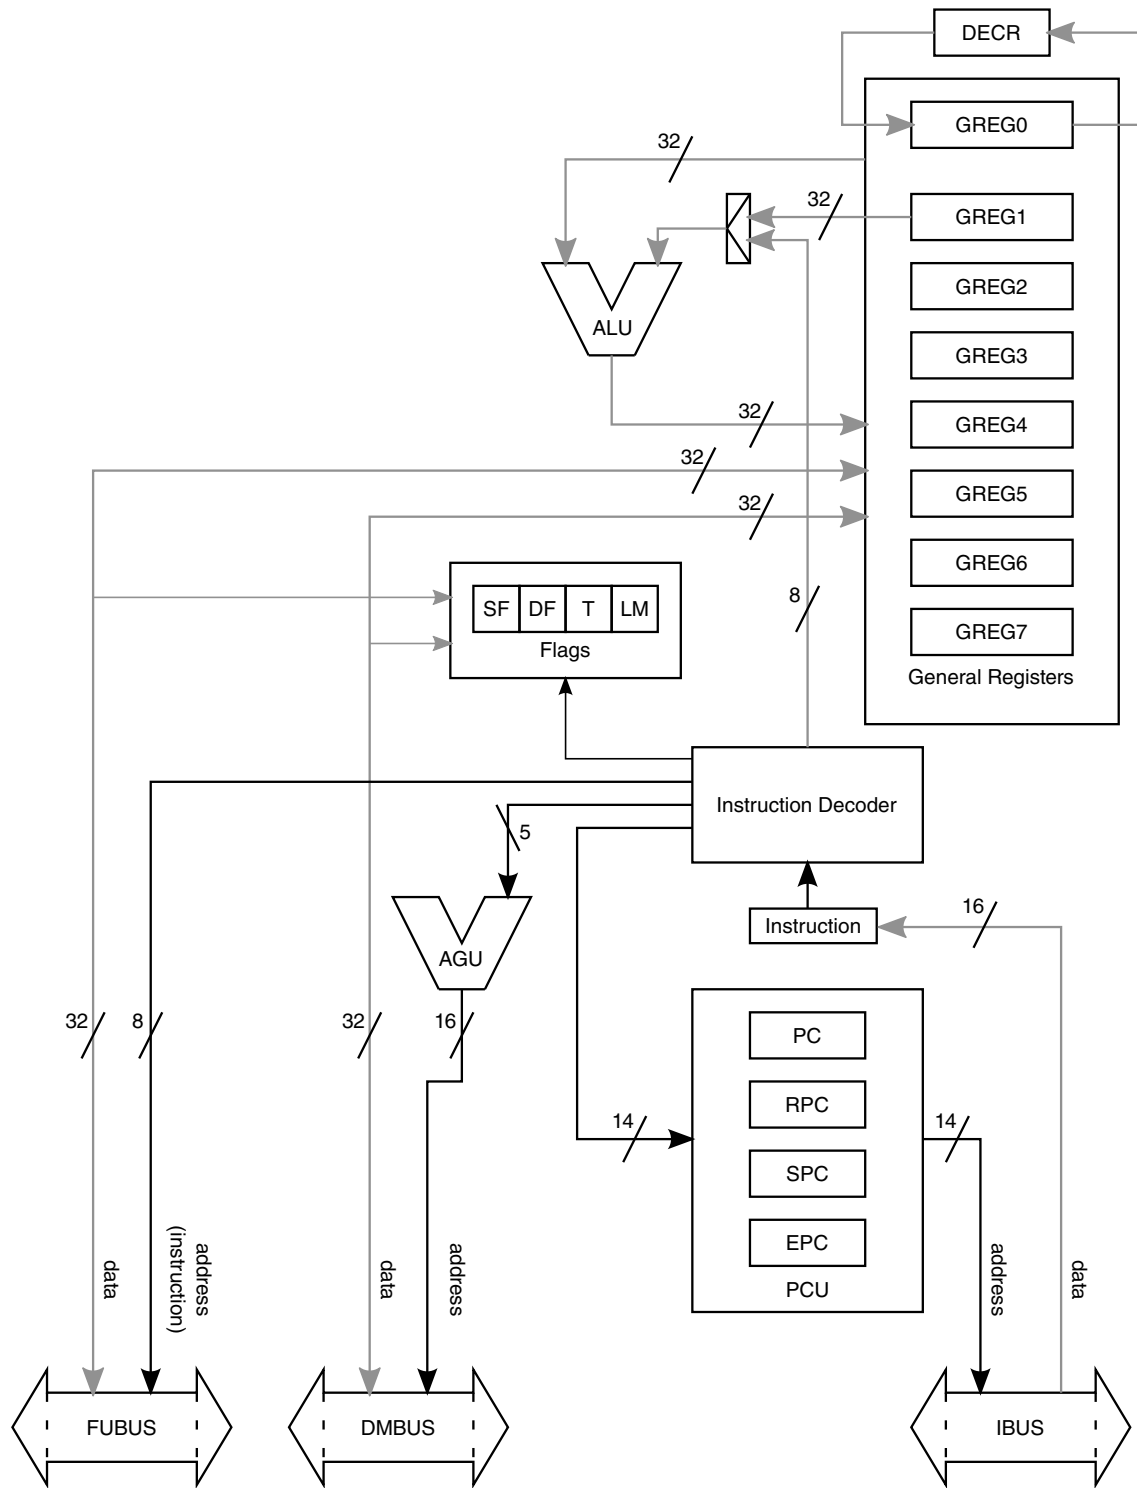 DECR
GREG0
32
32
GREG1
GREG2
ALU
GREG3
32
GREG4
32
GREG5
32
GREG6
8
SF DF T LM
GREG7
Flags
General Registers
Instruction Decoder
5
Instruction
16
AGU
32
8
32
16
PC
RPC
14
14
SPC
EPC
PCU
data
address
(instruction)
data
address
address
data
FUBUS
DMBUS
IBUS